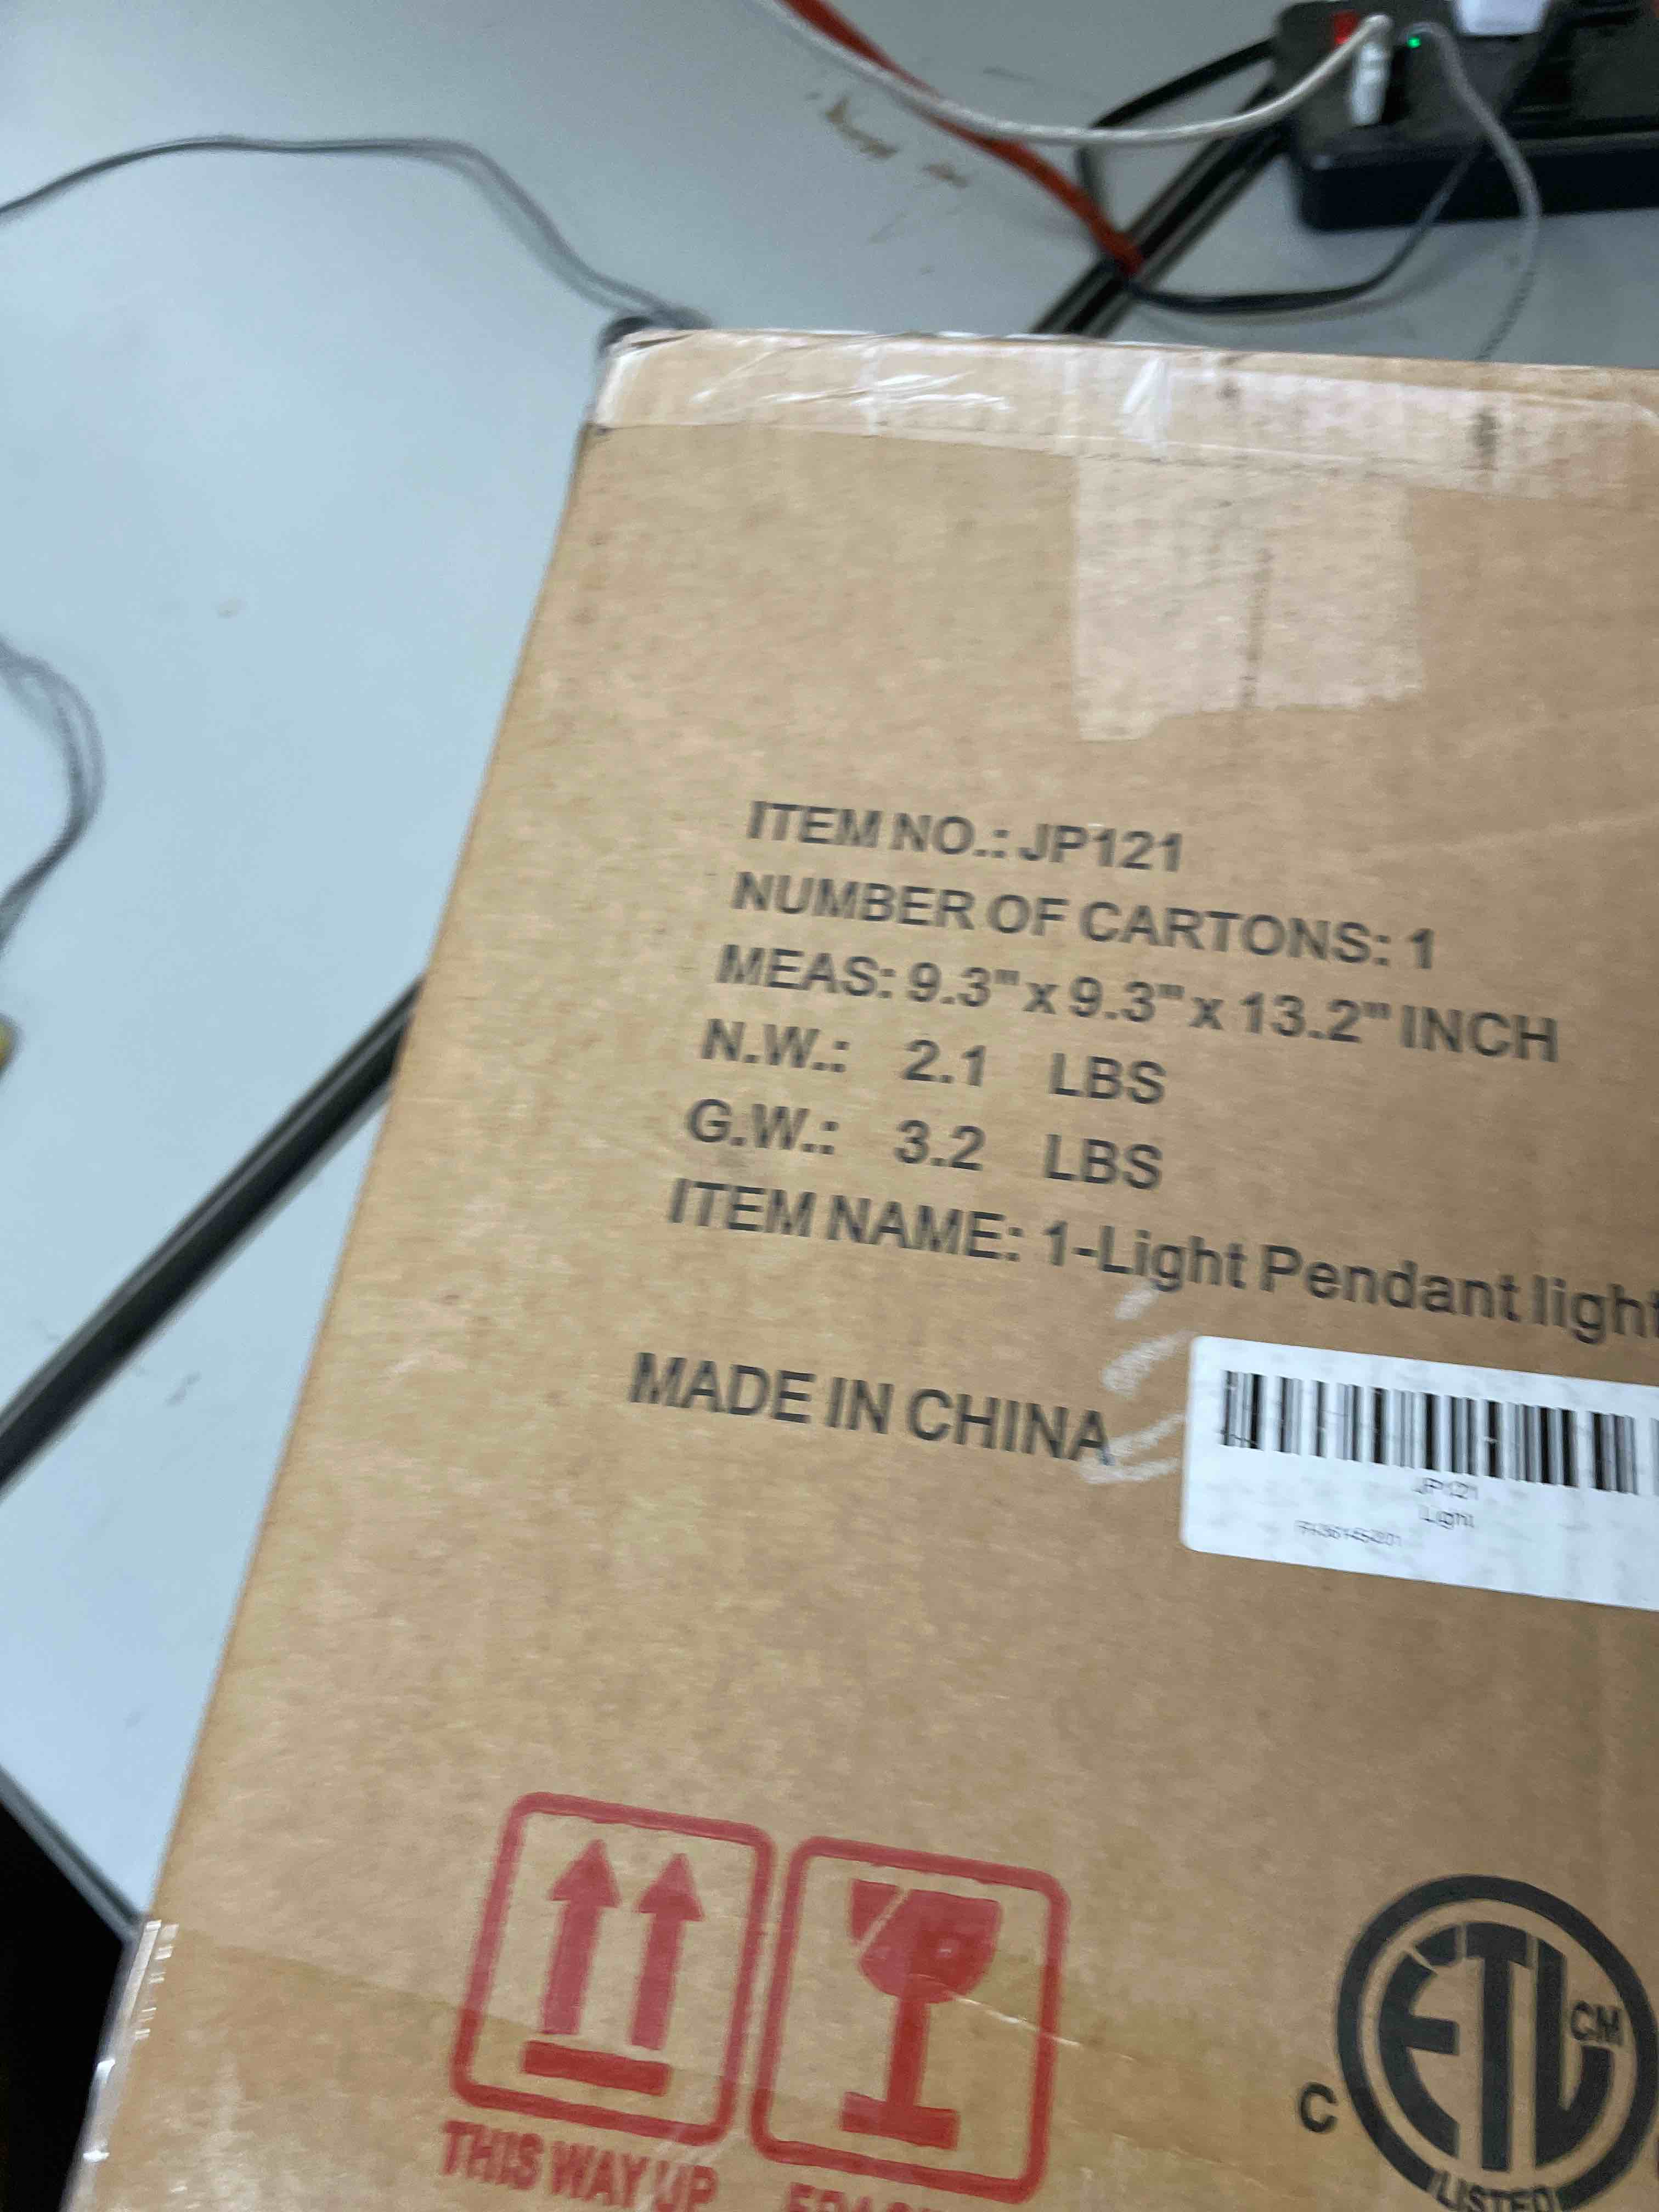 ITEM NO.: JP121
NUMBER OF CARTONS: 1
MEAS: 9.3" x 9.3" x 13.2" INCH
N.W.: 2.1 LBS
G.W.: 3.2 LBS
ITEM NAME: 1-Light Pendant light
MADE IN CHINA
JP121
Light
THIS WAY UP
C
ETL
CM
LISTED